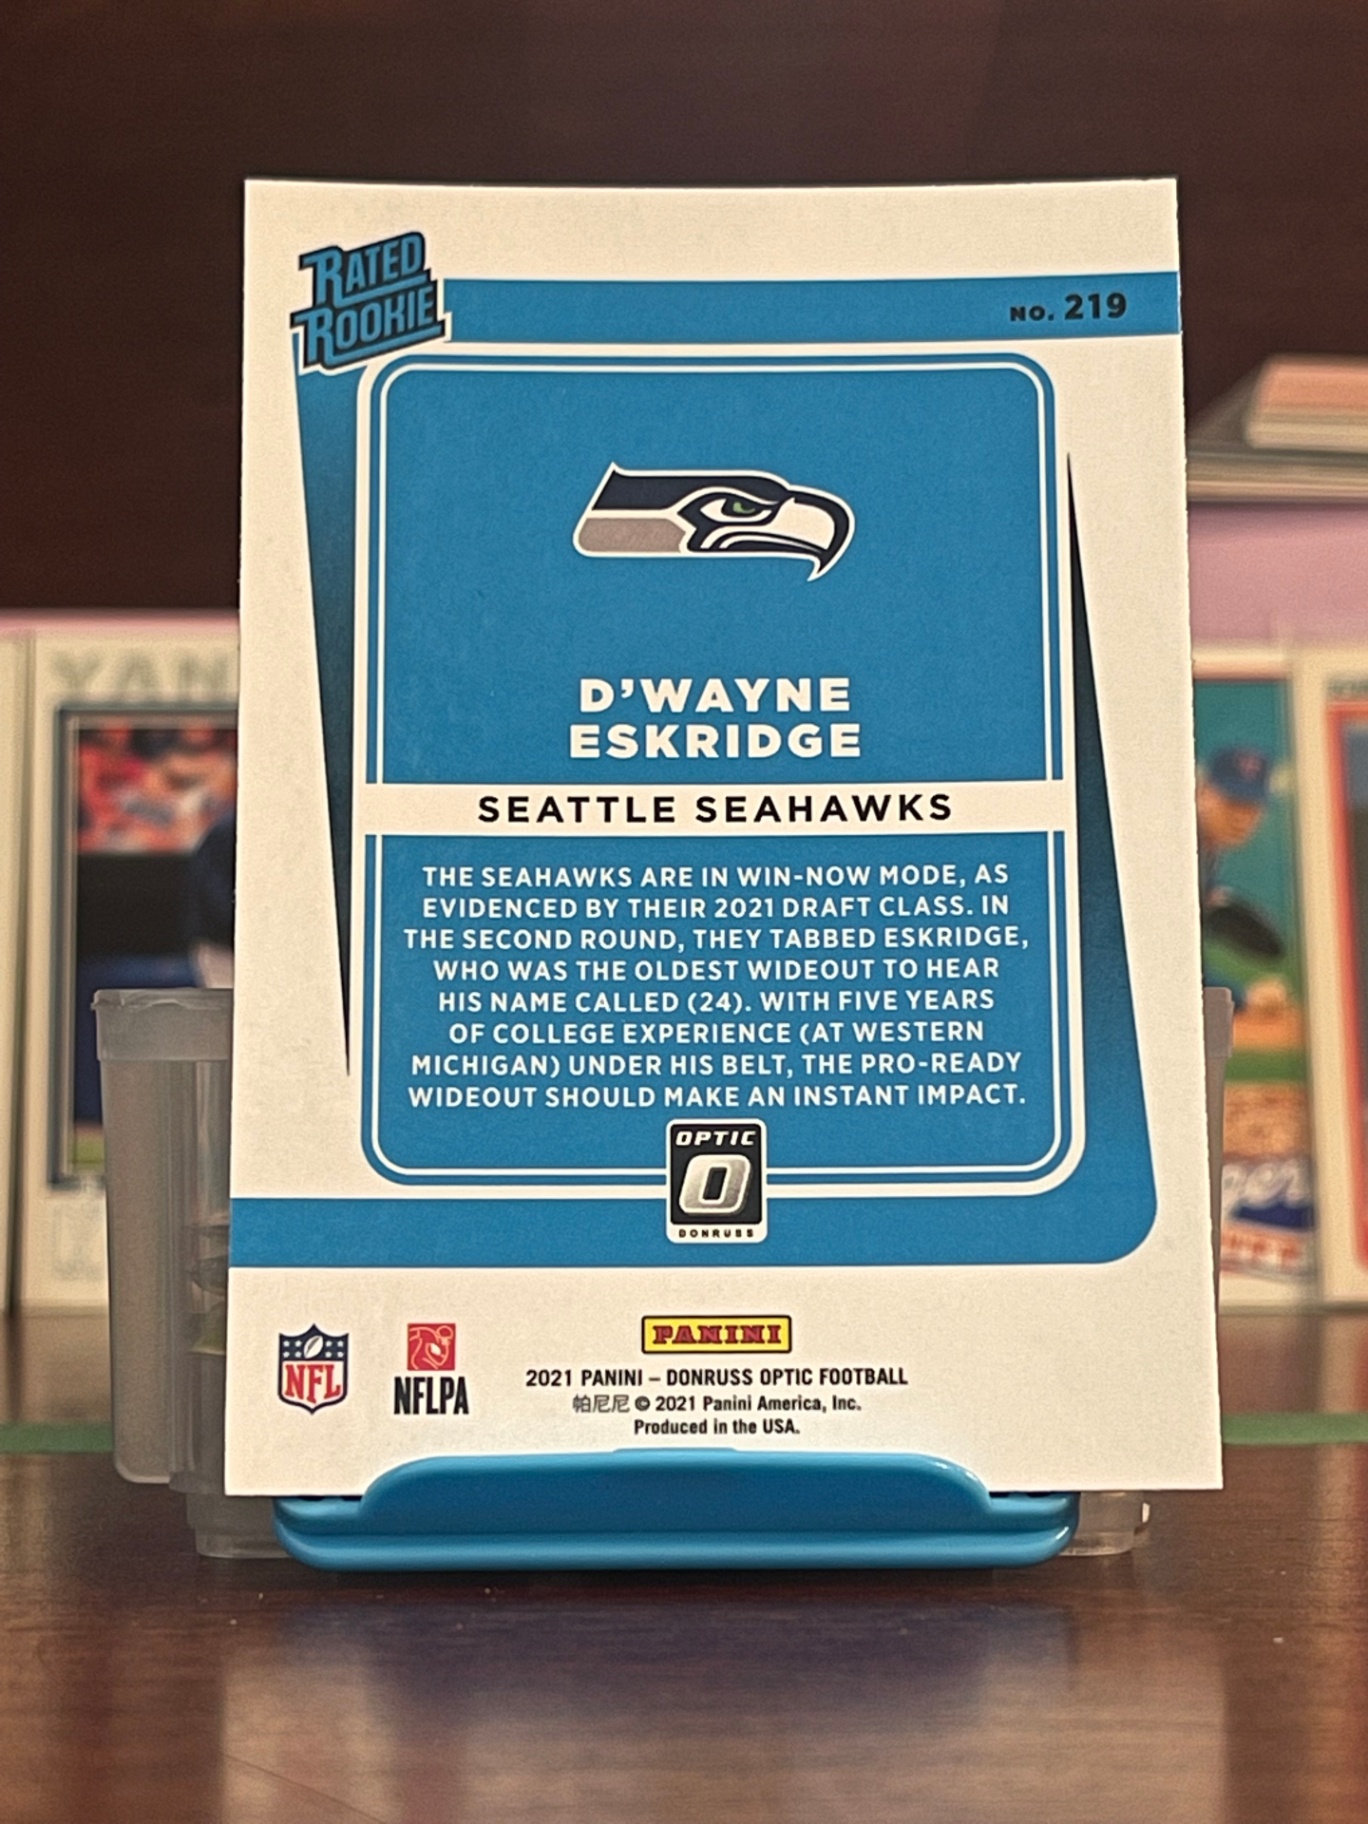 YAN
RATED
ROOKIE
NO. 219
D'WAYNE
ESKRIDGE
SEATTLE SEAHAWKS
THE SEAHAWKS ARE IN WIN-NOW MODE, AS
EVIDENCED BY THEIR 2021 DRAFT CLASS. IN
THE SECOND ROUND, THEY TABBED ESKRIDGE,
WHO WAS THE OLDEST WIDEOUT TO HEAR
HIS NAME CALLED (24). WITH FIVE YEARS
OF COLLEGE EXPERIENCE (AT WESTERN
MICHIGAN) UNDER HIS BELT, THE PRO-READY
WIDEOUT SHOULD MAKE AN INSTANT IMPACT.
OPTIC
O
DONRUSS
NFL
NFLPA
PANINI
2021 PANINI – DONRUSS OPTIC FOOTBALL
帕尼尼 © 2021 Panini America, Inc.
Produced in the USA.